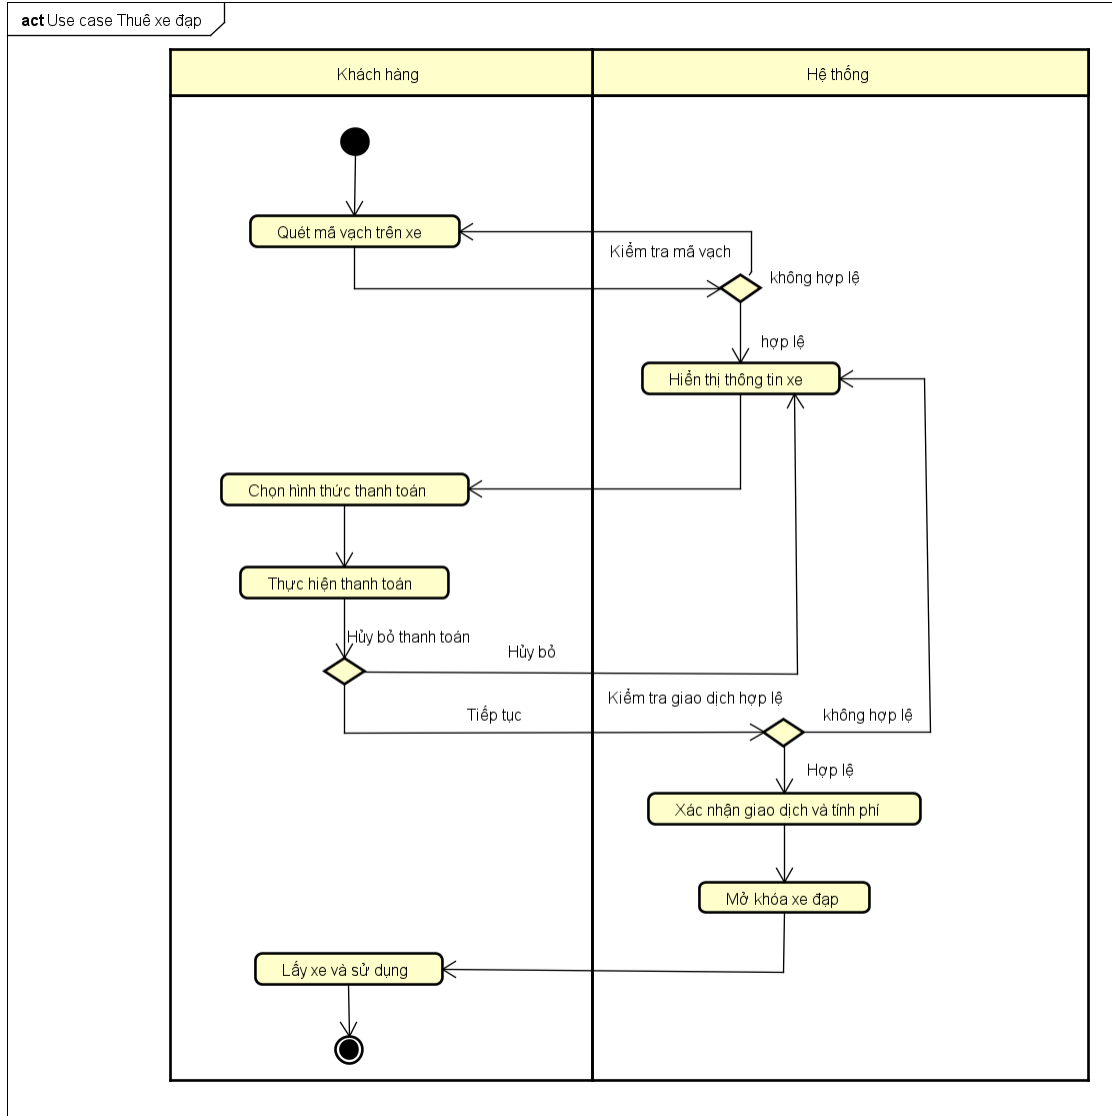 act Use case Thuê xe đạp
Khách hàng
Hệ thống
Quét mã vạch trên xe
Kiểm tra mã vạch
không hợp lệ
hợp lệ
Hiển thị thông tin xe
Chọn hình thức thanh toán
Thực hiện thanh toán
Hủy bỏ thanh toán
Hủy bỏ
Kiểm tra giao dịch hợp lệ
Tiếp tục
không hợp lệ
Hợp lệ
Xác nhận giao dịch và tính phí
Mở khóa xe đạp
Lấy xe và sử dụng